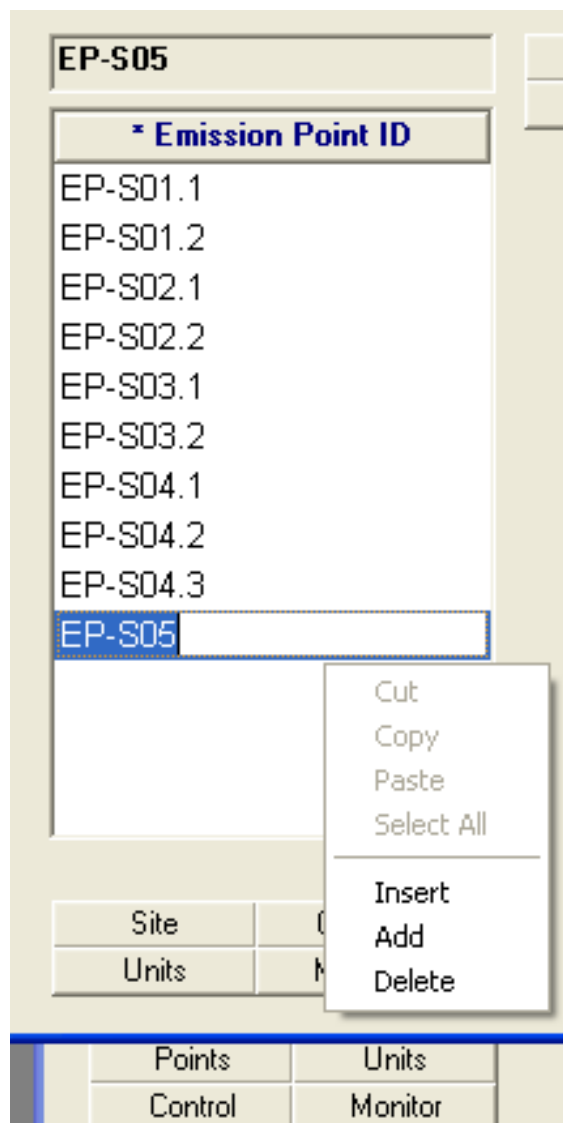 EP-S05
* Emission Point ID
EP-S01.1
EP-S01.2
EP-S02.1
EP-S02.2
EP-S03.1
EP-S03.2
EP-S04.1
EP-S04.2
EP-S04.3
EP-S05
Cut
Copy
Paste
Select All
Insert
Add
Delete
Site
Units
Points Units
Control Monitor